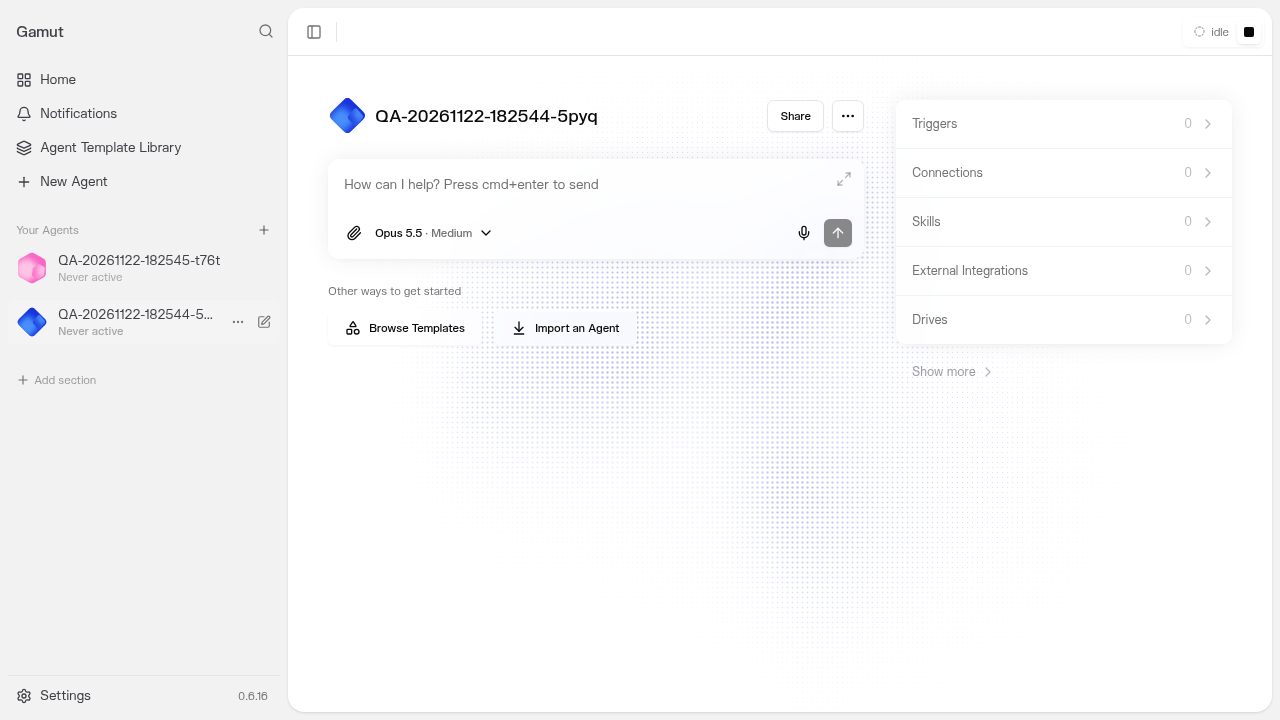 Gamut
Home
Notifications
Agent Template Library
New Agent
Your Agents
QA-20261122-182545-t76t
Never active
QA-20261122-182544-5...
Never active
Add section
Settings
0.6.16
idle
QA-20261122-182544-5pyq
Share
How can I help? Press cmd+enter to send
Opus 5.5 · Medium
Other ways to get started
Browse Templates
Import an Agent
Triggers 0
Connections 0
Skills 0
External Integrations 0
Drives 0
Show more